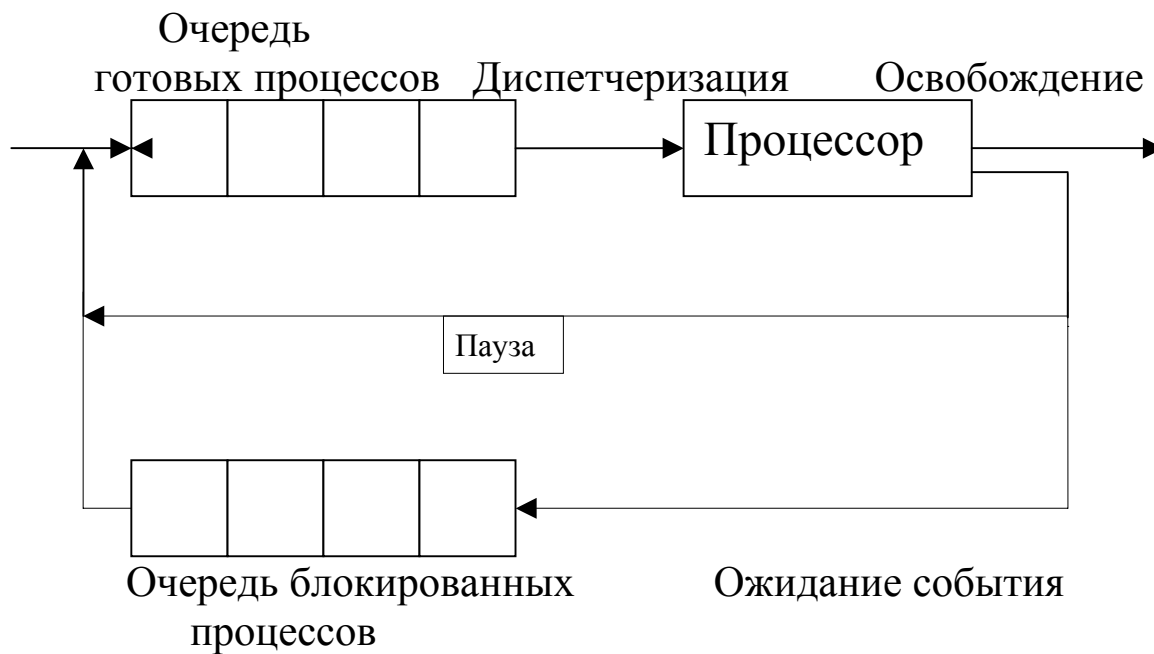 Очередь
готовых процессов
Диспетчеризация
Освобождение
Процессор
Пауза
Очередь блокированных
процессов
Ожидание события